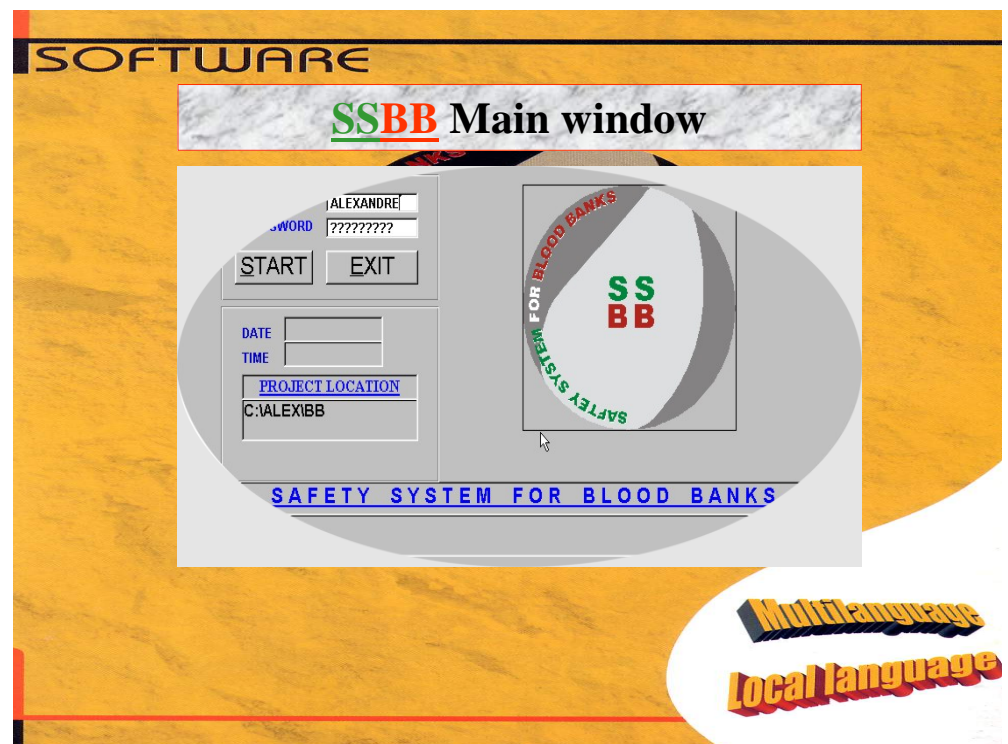 SOFTWARE
SSBB Main window
BANKS
ALEXANDRE
SWORD ?????????
START EXIT
DATE
TIME
PROJECT LOCATION
C:\ALEX\BB
SAFTEY SYSTEM FOR BLOOD BANKS
SS
BB
SAFETY SYSTEM FOR BLOOD BANKS
Multilanguage
Local language